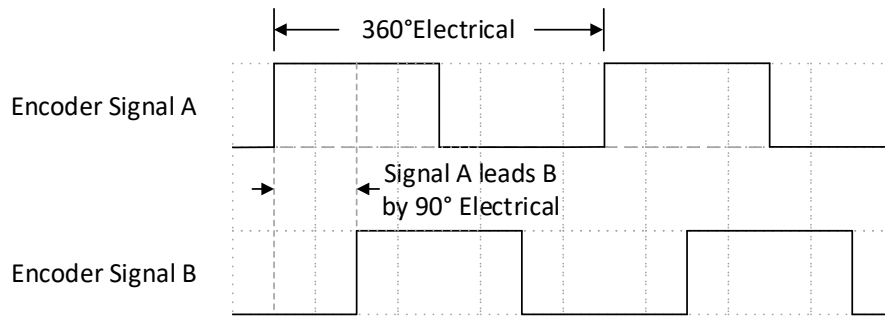 360°Electrical
Encoder Signal A
Signal A leads B
by 90° Electrical
Encoder Signal B